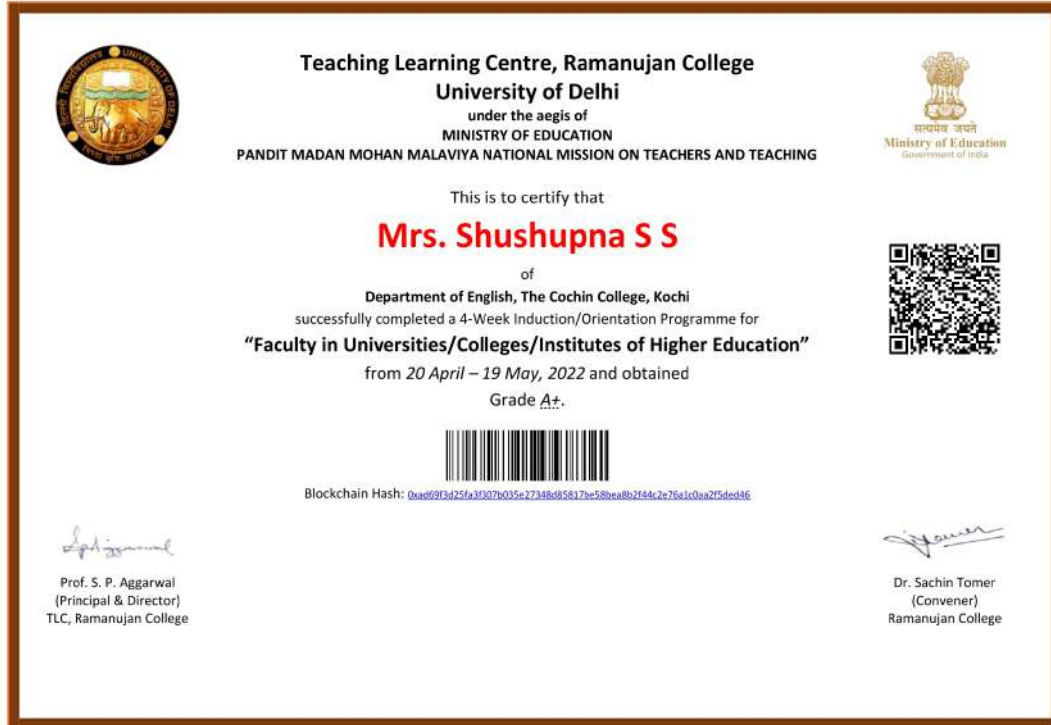 Teaching Learning Centre, Ramanujan College
University of Delhi
under the aegis of
MINISTRY OF EDUCATION
PANDIT MADAN MOHAN MALAVIYA NATIONAL MISSION ON TEACHERS AND TEACHING
सत्यमेव जयते
Ministry of Education
Government of India
This is to certify that
Mrs. Shushupna S S
of
Department of English, The Cochin College, Kochi
successfully completed a 4-Week Induction/Orientation Programme for
“Faculty in Universities/Colleges/Institutes of Higher Education”
from 20 April – 19 May, 2022 and obtained
Grade A+.
Blockchain Hash: 0xad69f3d25fa3f307b035e27348d85817be58bea8b2f44c2e76a1c0aa2f5ded46
Prof. S. P. Aggarwal
(Principal & Director)
TLC, Ramanujan College
Dr. Sachin Tomer
(Convener)
Ramanujan College